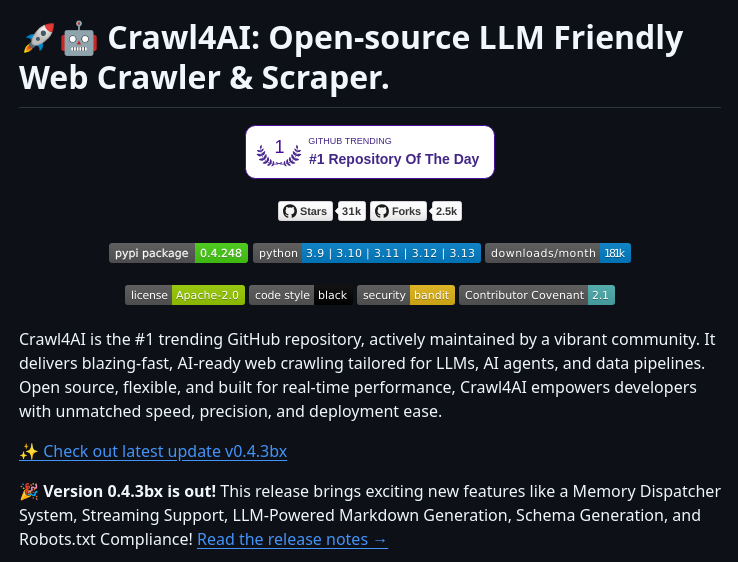 🚀🤖 Crawl4AI: Open-source LLM Friendly
Web Crawler & Scraper.
1
GITHUB TRENDING
#1 Repository Of The Day
Stars 31k Forks 2.5k
pypi package 0.4.248 python 3.9 | 3.10 | 3.11 | 3.12 | 3.13 downloads/month 181k
license Apache-2.0 code style black security bandit Contributor Covenant 2.1
Crawl4AI is the #1 trending GitHub repository, actively maintained by a vibrant community. It
delivers blazing-fast, AI-ready web crawling tailored for LLMs, AI agents, and data pipelines.
Open source, flexible, and built for real-time performance, Crawl4AI empowers developers
with unmatched speed, precision, and deployment ease.
✨ Check out latest update v0.4.3bx
🎉 Version 0.4.3bx is out! This release brings exciting new features like a Memory Dispatcher
System, Streaming Support, LLM-Powered Markdown Generation, Schema Generation, and
Robots.txt Compliance! Read the release notes →